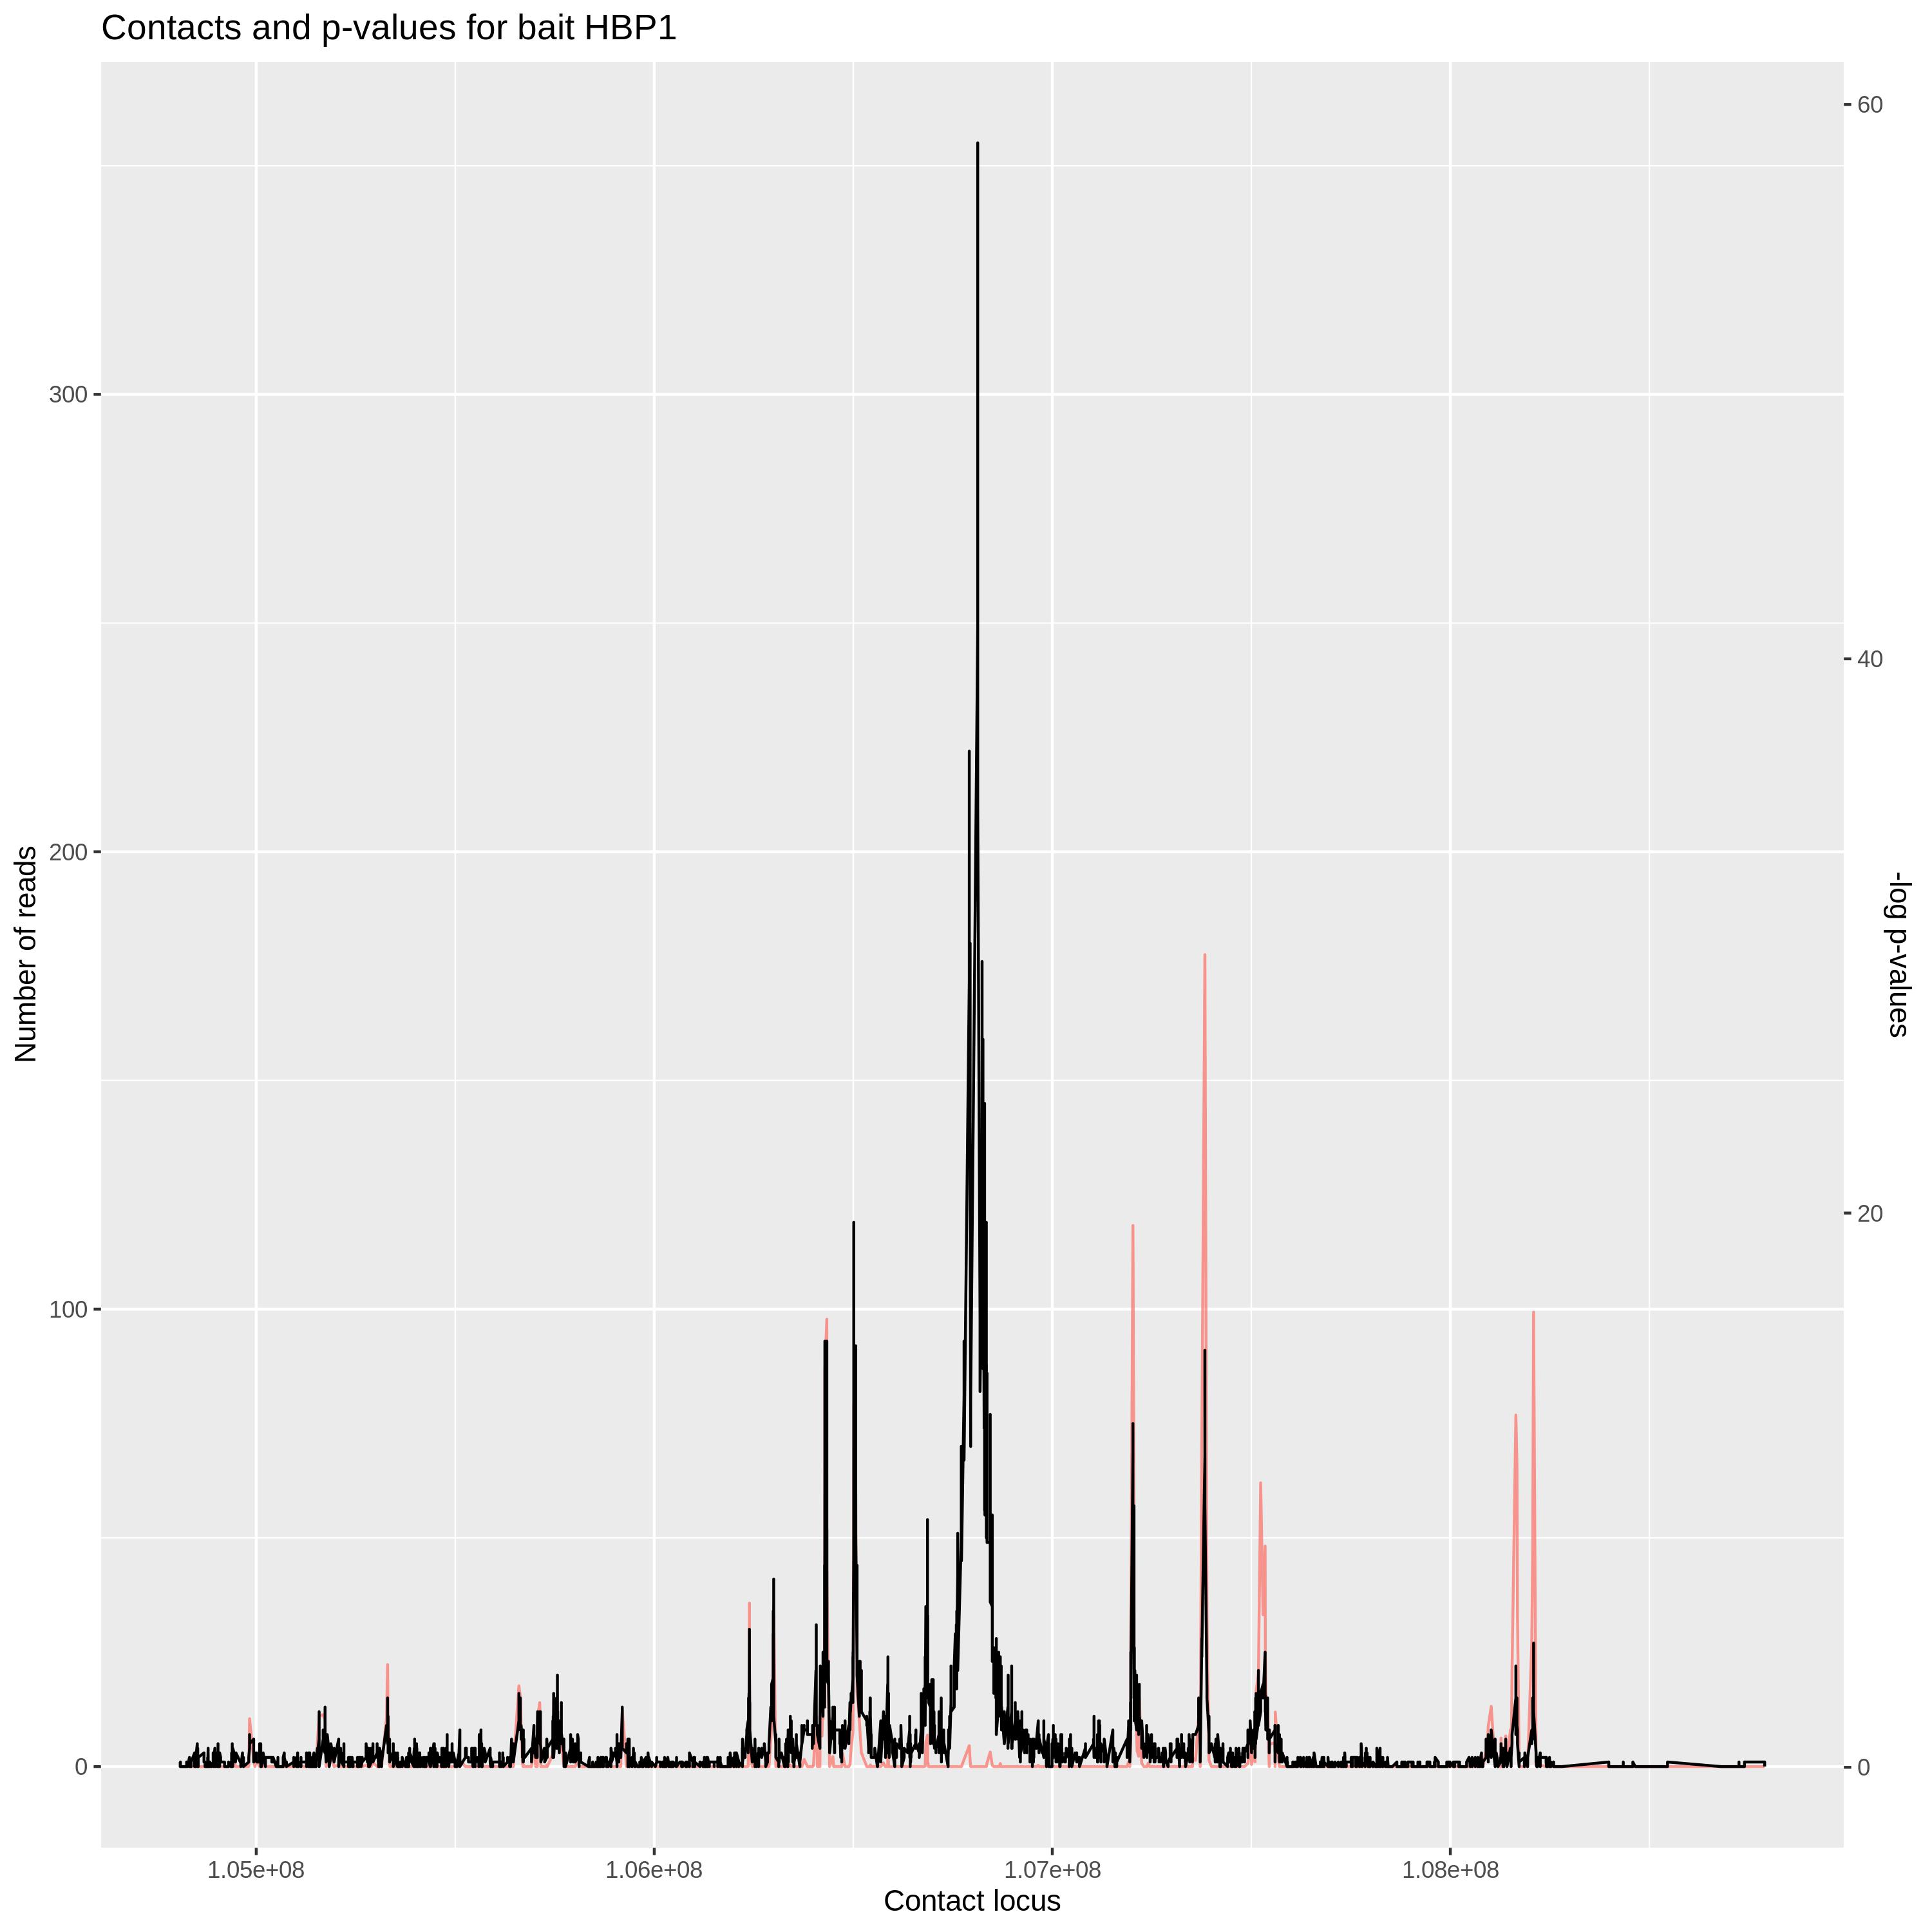 Contacts and p-values for bait HBP1
300
200
100
0
Number of reads
60
40
20
0
-log p-values
1.05e+08
1.06e+08
1.07e+08
1.08e+08
Contact locus